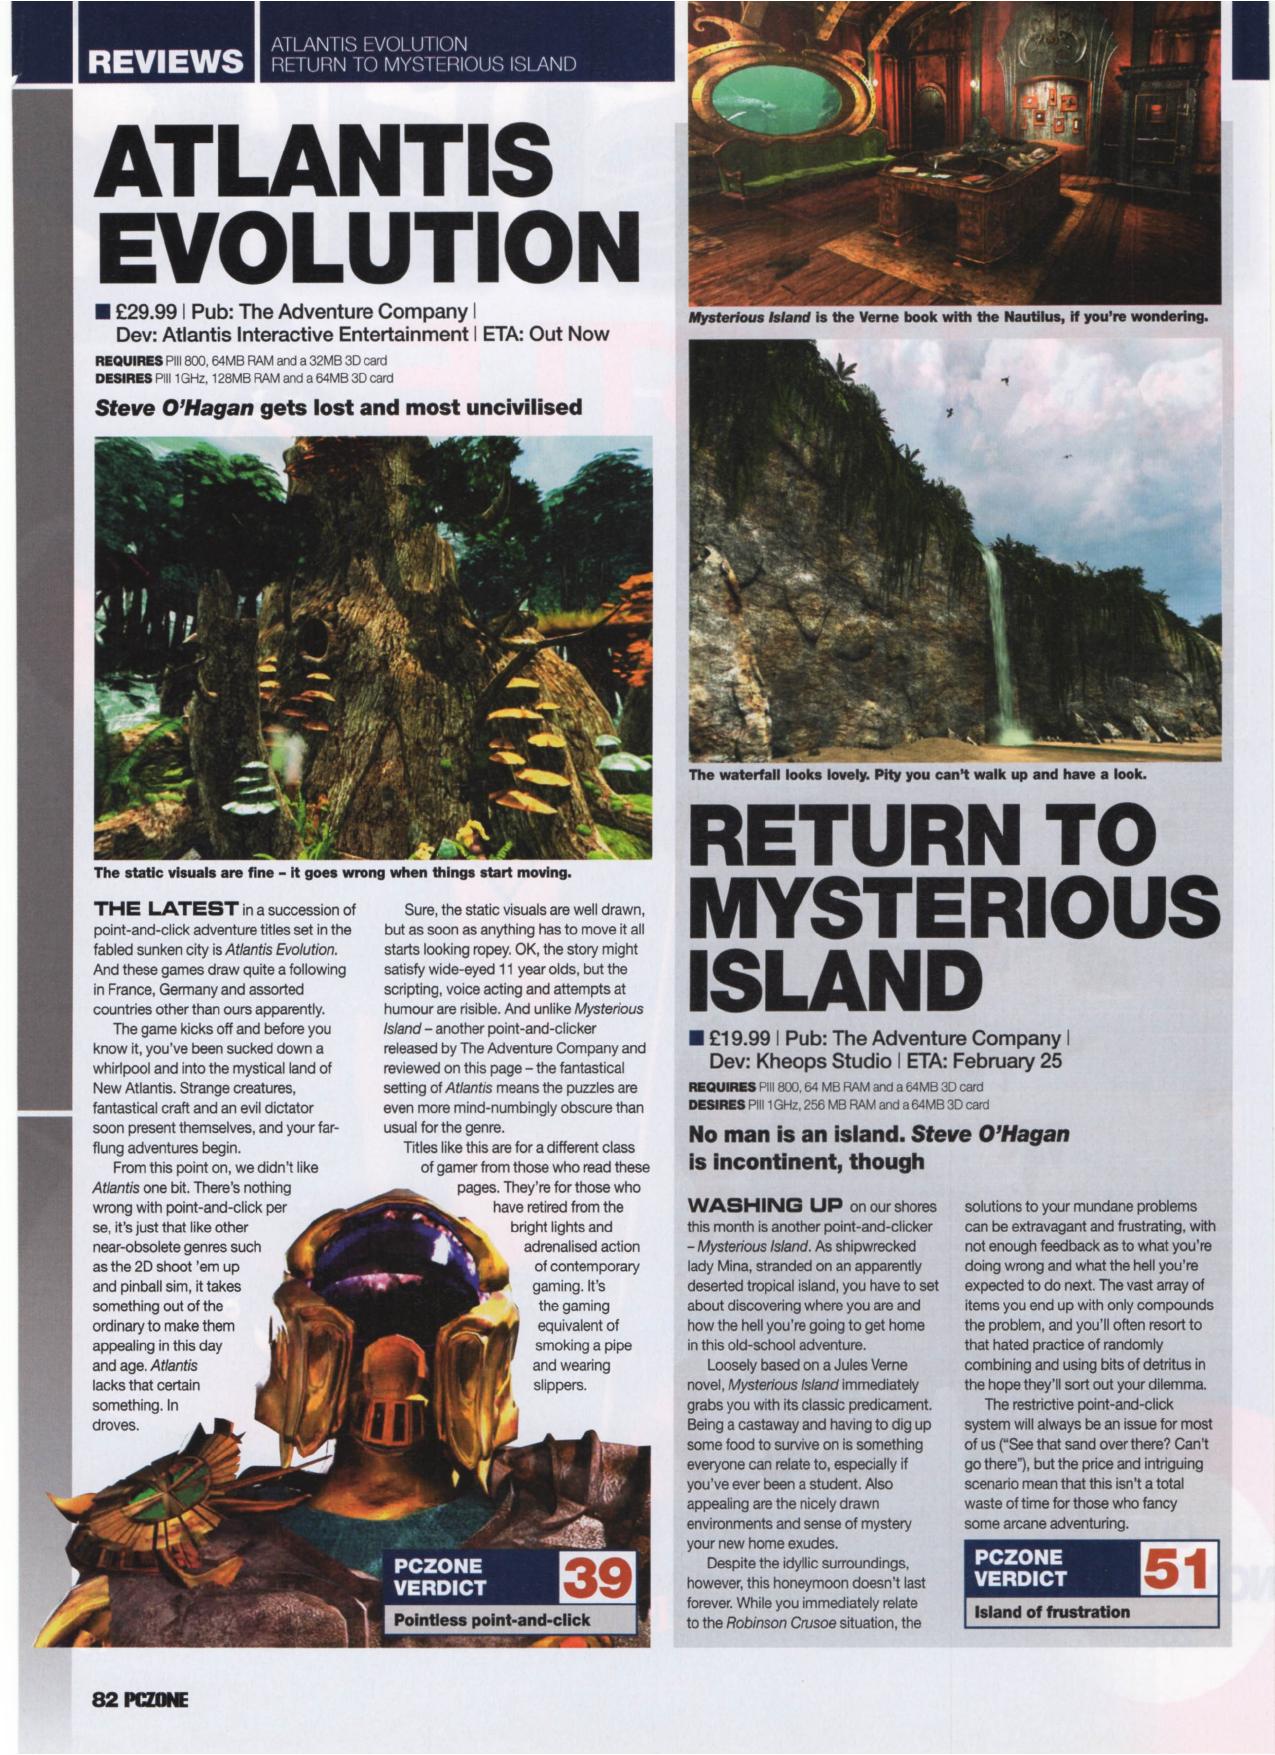 REVIEWS
ATLANTIS EVOLUTION
RETURN TO MYSTERIOUS ISLAND
ATLANTIS
EVOLUTION
■ £29.99 | Pub: The Adventure Company |
Dev: Atlantis Interactive Entertainment | ETA: Out Now
REQUIRES PIII 800, 64MB RAM and a 32MB 3D card
DESIRES PIII 1GHz, 128MB RAM and a 64MB 3D card
Steve O'Hagan gets lost and most uncivilised
The static visuals are fine – it goes wrong when things start moving.
THE LATEST in a succession of
point-and-click adventure titles set in the
fabled sunken city is Atlantis Evolution.
And these games draw quite a following
in France, Germany and assorted
countries other than ours apparently.
The game kicks off and before you
know it, you've been sucked down a
whirlpool and into the mystical land of
New Atlantis. Strange creatures,
fantastical craft and an evil dictator
soon present themselves, and your far-
flung adventures begin.
From this point on, we didn't like
Atlantis one bit. There's nothing
wrong with point-and-click per
se, it's just that like other
near-obsolete genres such
as the 2D shoot 'em up
and pinball sim, it takes
something out of the
ordinary to make them
appealing in this day
and age. Atlantis
lacks that certain
something. In
droves.
Sure, the static visuals are well drawn,
but as soon as anything has to move it all
starts looking ropey. OK, the story might
satisfy wide-eyed 11 year olds, but the
scripting, voice acting and attempts at
humour are risible. And unlike Mysterious
Island – another point-and-clicker
released by The Adventure Company and
reviewed on this page – the fantastical
setting of Atlantis means the puzzles are
even more mind-numbingly obscure than
usual for the genre.
Titles like this are for a different class
of gamer from those who read these
pages. They're for those who
have retired from the
bright lights and
adrenalised action
of contemporary
gaming. It's
the gaming
equivalent of
smoking a pipe
and wearing
slippers.
PCZONE
VERDICT
39
Pointless point-and-click
Mysterious Island is the Verne book with the Nautilus, if you're wondering.
The waterfall looks lovely. Pity you can't walk up and have a look.
RETURN TO
MYSTERIOUS
ISLAND
■ £19.99 | Pub: The Adventure Company |
Dev: Kheops Studio | ETA: February 25
REQUIRES PIII 800, 64 MB RAM and a 64MB 3D card
DESIRES PIII 1GHz, 256 MB RAM and a 64MB 3D card
No man is an island. Steve O'Hagan
is incontinent, though
WASHING UP on our shores
this month is another point-and-clicker
– Mysterious Island. As shipwrecked
lady Mina, stranded on an apparently
deserted tropical island, you have to set
about discovering where you are and
how the hell you're going to get home
in this old-school adventure.
Loosely based on a Jules Verne
novel, Mysterious Island immediately
grabs you with its classic predicament.
Being a castaway and having to dig up
some food to survive on is something
everyone can relate to, especially if
you've ever been a student. Also
appealing are the nicely drawn
environments and sense of mystery
your new home exudes.
Despite the idyllic surroundings,
however, this honeymoon doesn't last
forever. While you immediately relate
to the Robinson Crusoe situation, the
solutions to your mundane problems
can be extravagant and frustrating, with
not enough feedback as to what you're
doing wrong and what the hell you're
expected to do next. The vast array of
items you end up with only compounds
the problem, and you'll often resort to
that hated practice of randomly
combining and using bits of detritus in
the hope they'll sort out your dilemma.
The restrictive point-and-click
system will always be an issue for most
of us ("See that sand over there? Can't
go there"), but the price and intriguing
scenario mean that this isn't a total
waste of time for those who fancy
some arcane adventuring.
PCZONE
VERDICT
51
Island of frustration
82 PCZONE